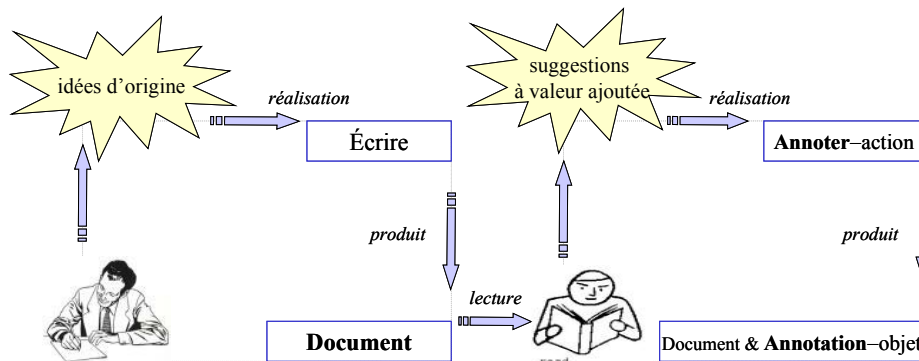 idées d’origine
réalisation
Écrire
produit
Document
lecture
suggestions
à valeur ajoutée
réalisation
Annoter–action
produit
Document & Annotation–objet